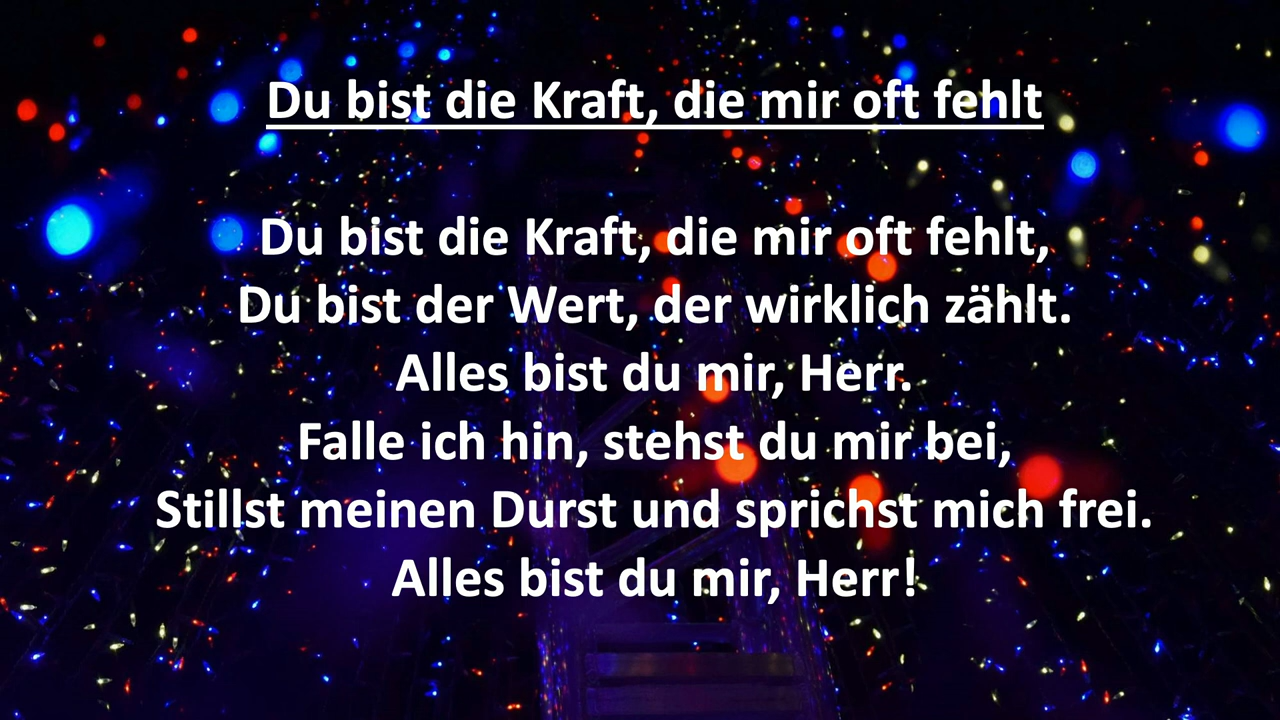 Du bist die Kraft, die mir oft fehlt
Du bist die Kraft, die mir oft fehlt,
Du bist der Wert, der wirklich zählt.
Alles bist du mir, Herr.
Falle ich hin, stehst du mir bei,
Stillst meinen Durst und sprichst mich frei.
Alles bist du mir, Herr!